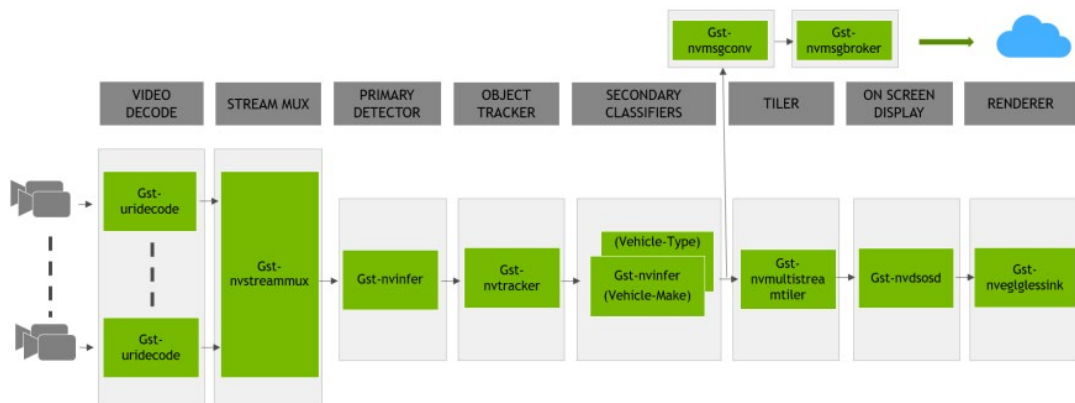 Gst-
nvmsgconv
Gst-
nvmsgbroker
VIDEO
DECODE
STREAM MUX
PRIMARY
DETECTOR
OBJECT
TRACKER
SECONDARY
CLASSIFIERS
TILER
ON SCREEN
DISPLAY
RENDERER
Gst-
uridecode
Gst-
uridecode
Gst-
nvstreammux
Gst-nvinfer
Gst-
nvtracker
(Vehicle-Type)
Gst-nvinfer
(Vehicle-Make)
Gst-
nvmultistrea
mtiler
Gst-nvdsosd
Gst-
nveglglessink